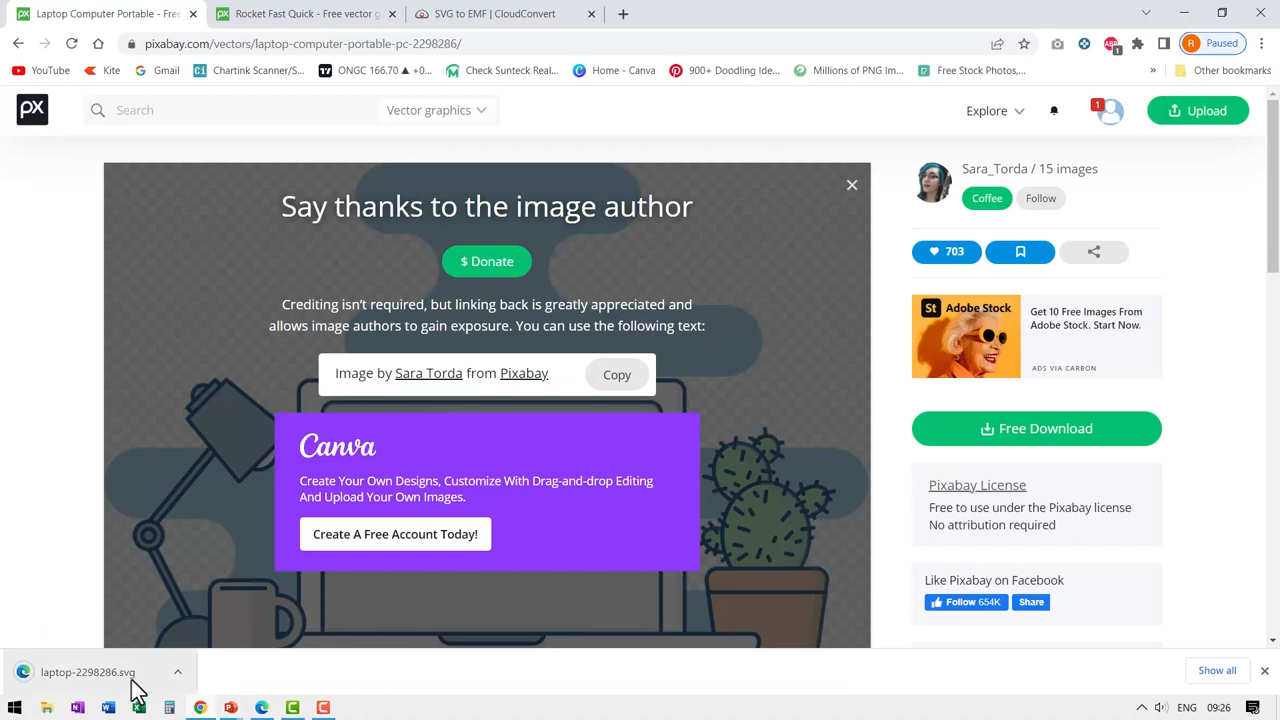 Laptop Computer Portable - Free
Rocket Fast Quick - Free vector g
SVG to EMF | CloudConvert
pixabay.com/vectors/laptop-computer-portable-pc-2298286/
ABP
1
R
Paused
YouTube
Kite
Gmail
Chartink Scanner/S...
ONGC 166.70 ▲ +0...
Check Sunteck Real...
Home - Canva
900+ Doodling Ide...
Millions of PNG Im...
Free Stock Photos,...
»
Other bookmarks
px
Search
Vector graphics
Explore
1
Upload
Say thanks to the image author
$ Donate
Crediting isn't required, but linking back is greatly appreciated and
allows image authors to gain exposure. You can use the following text:
Image by Sara Torda from Pixabay
Copy
Canva
Create Your Own Designs, Customize With Drag-and-drop Editing
And Upload Your Own Images.
Create A Free Account Today!
Sara_Torda / 15 images
Coffee
Follow
703
St Adobe Stock
Get 10 Free Images From
Adobe Stock. Start Now.
ADS VIA CARBON
Free Download
Pixabay License
Free to use under the Pixabay license
No attribution required
Like Pixabay on Facebook
Follow 654K
Share
laptop-2298286.svg
Show all
ENG
09:26